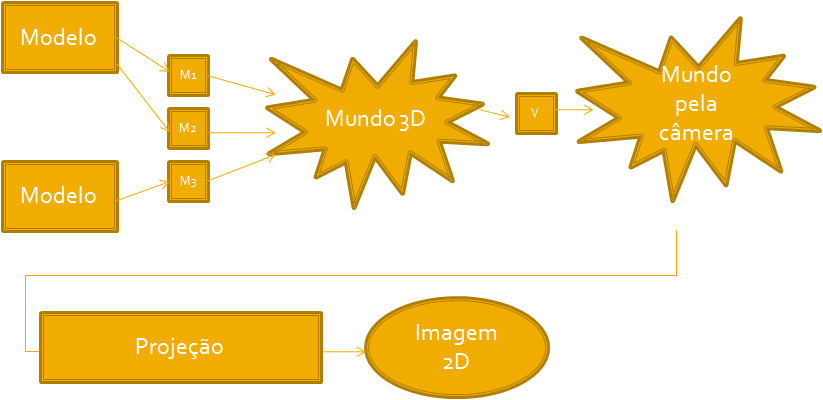 Modelo
M1
M2
M3
Modelo
Mundo 3D
V
Mundo
pela
câmera
Projeção
Imagem
2D